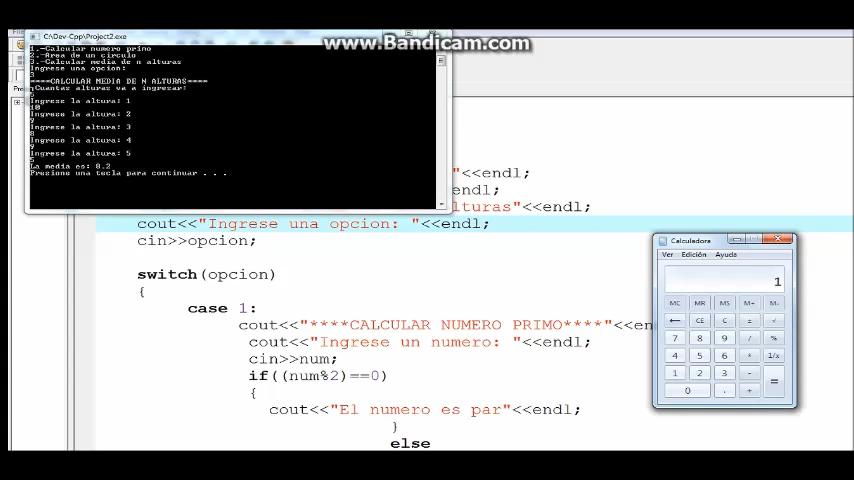 www.Bandicam.com
C:\Dev-Cpp\Project2.exe
1.-Calcular numero primo
2.-Area de un circulo
3.-Calcular media de n alturas
Ingrese una opcion:
3
****CALCULAR MEDIA DE N ALTURAS****
Cuantas alturas va a ingresar:
5
Ingrese la altura: 1
10
Ingrese la altura: 2
9
Ingrese la altura: 3
8
Ingrese la altura: 4
9
Ingrese la altura: 5
5
La media es: 8.2
Presione una tecla para continuar . . .
"<<endl;
<<endl;
alturas"<<endl;
cout<<"Ingrese una opcion: "<<endl;
cin>>opcion;
switch(opcion)
{
case 1:
cout<<"****CALCULAR NUMERO PRIMO****"<<en
cout<<"Ingrese un numero: "<<endl;
cin>>num;
if((num%2)==0)
{
cout<<"El numero es par"<<endl;
}
else
Calculadora
Ver Edición Ayuda
1
MC MR MS M+ M-
← CE C ± √
7 8 9 / %
4 5 6 * 1/x
1 2 3 - =
0 . +